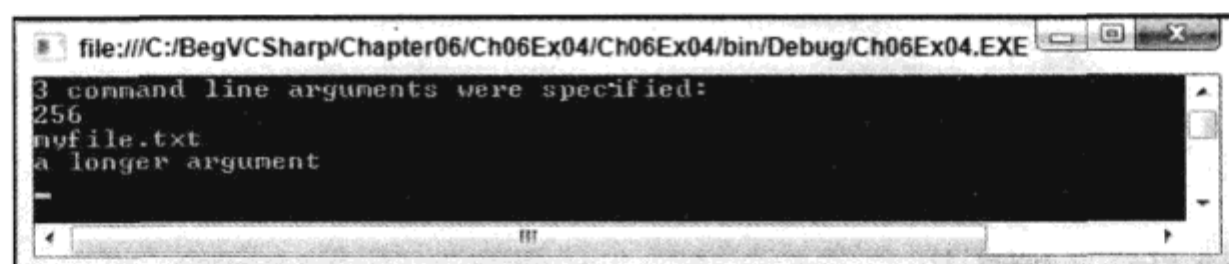 file:///C:/BegVCSharp/Chapter06/Ch06Ex04/Ch06Ex04/bin/Debug/Ch06Ex04.EXE
3 command line arguments were specified:
256
myfile.txt
a longer argument